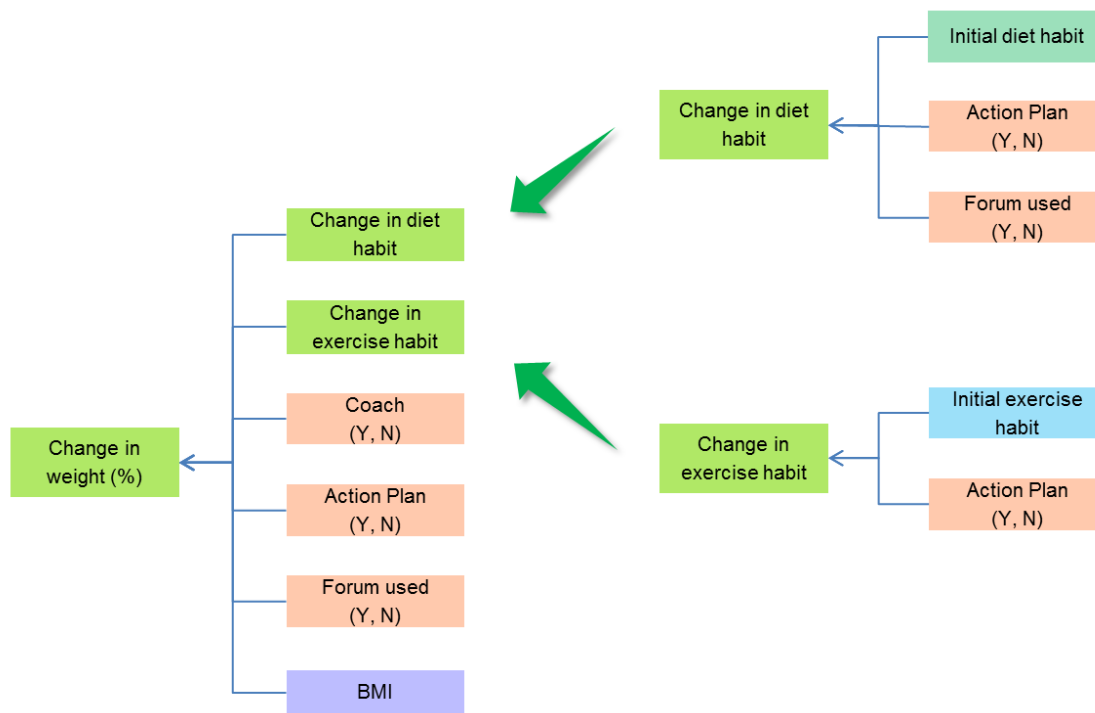 Change in
weight (%)
Change in diet
habit
Change in
exercise habit
Coach
(Y, N)
Action Plan
(Y, N)
Forum used
(Y, N)
BMI
Change in diet
habit
Initial diet habit
Action Plan
(Y, N)
Forum used
(Y, N)
Change in
exercise habit
Initial exercise
habit
Action Plan
(Y, N)